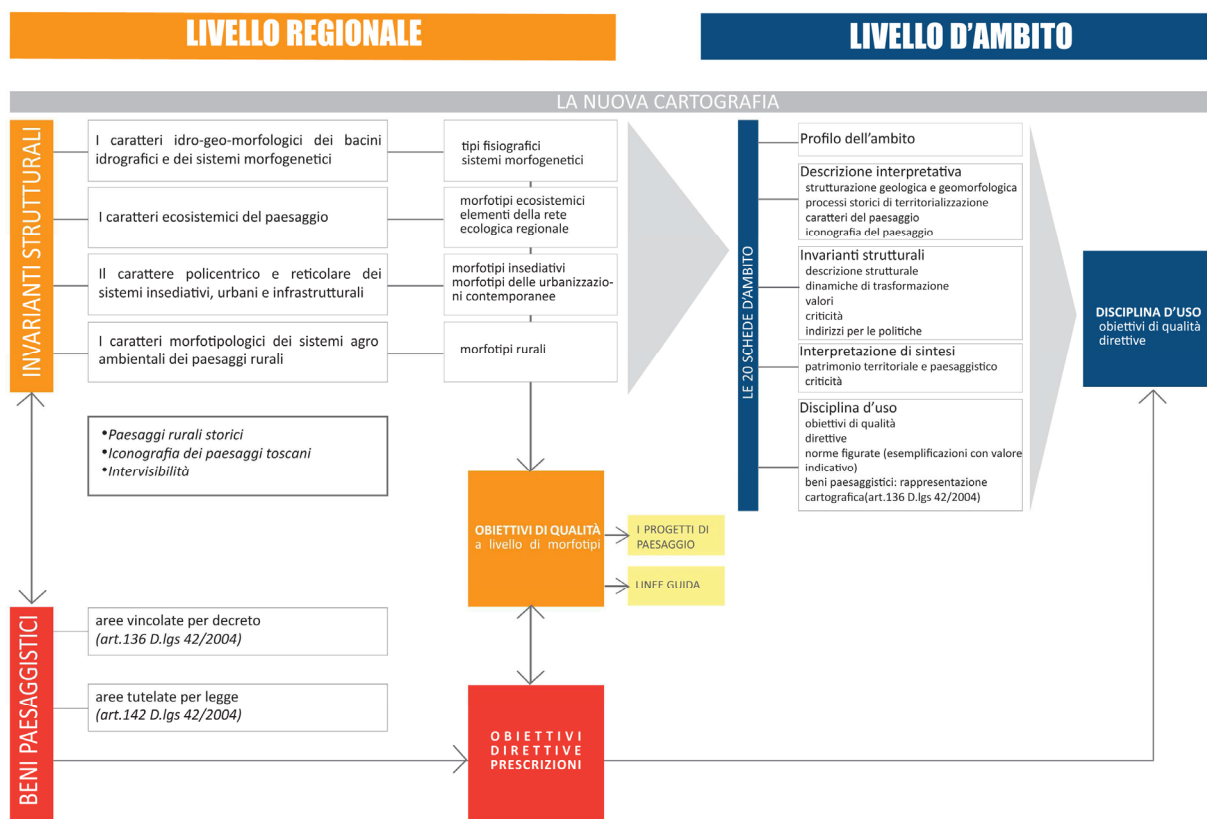 LIVELLO REGIONALE
LIVELLO D'AMBITO
LA NUOVA CARTOGRAFIA
INVARIANTI STRUTTURALI
I caratteri idro-geo-morfologici dei bacini
idrografici e dei sistemi morfogenetici
tipi fisiografici
sistemi morfogenetici
I caratteri ecosistemici del paesaggio
morfotipi ecosistemici
elementi della rete
ecologica regionale
Il carattere policentrico e reticolare dei
sistemi insediativi, urbani e infrastrutturali
morfotipi insediativi
morfotipi delle urbanizzazio-
ni contemporanee
I caratteri morfotipologici dei sistemi agro
ambientali dei paesaggi rurali
morfotipi rurali
•Paesaggi rurali storici
•Iconografia dei paesaggi toscani
•Intervisibilità
OBIETTIVI DI QUALITÀ
a livello di morfotipi
I PROGETTI DI
PAESAGGIO
LINEE GUIDA
BENI PAESAGGISTICI
aree vincolate per decreto
(art.136 D.lgs 42/2004)
aree tutelate per legge
(art.142 D.lgs 42/2004)
OBIETTIVI
DIRETTIVE
PRESCRIZIONI
LE 20 SCHEDE D'AMBITO
Profilo dell'ambito
Descrizione interpretativa
strutturazione geologica e geomorfologica
processi storici di territorializzazione
caratteri del paesaggio
iconografia del paesaggio
Invarianti strutturali
descrizione strutturale
dinamiche di trasformazione
valori
criticità
indirizzi per le politiche
Interpretazione di sintesi
patrimonio territoriale e paesaggistico
criticità
Disciplina d'uso
obiettivi di qualità
direttive
norme figurate (esemplificazioni con valore
indicativo)
beni paesaggistici: rappresentazione
cartografica(art.136 D.lgs 42/2004)
DISCIPLINA D'USO
obiettivi di qualità
direttive